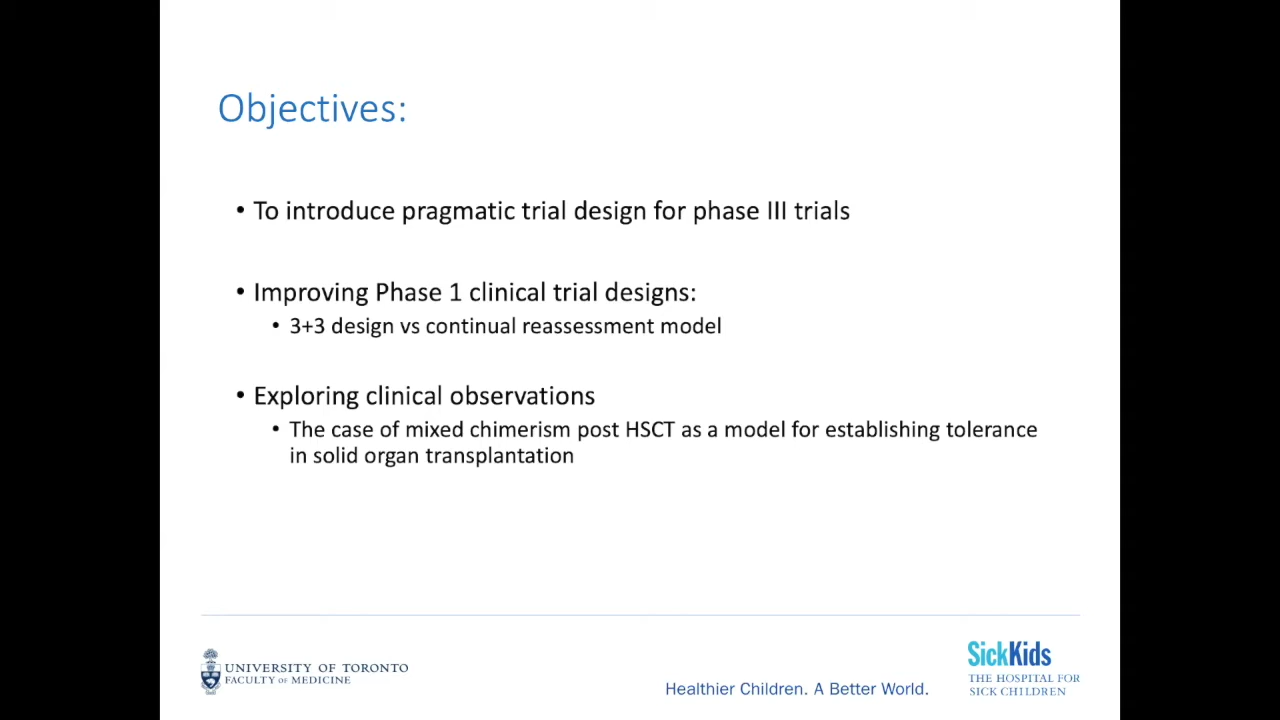 Objectives:
• To introduce pragmatic trial design for phase III trials
• Improving Phase 1 clinical trial designs:
• 3+3 design vs continual reassessment model
• Exploring clinical observations
• The case of mixed chimerism post HSCT as a model for establishing tolerance
in solid organ transplantation
UNIVERSITY OF TORONTO
FACULTY OF MEDICINE
Healthier Children. A Better World.
SickKids
THE HOSPITAL FOR
SICK CHILDREN